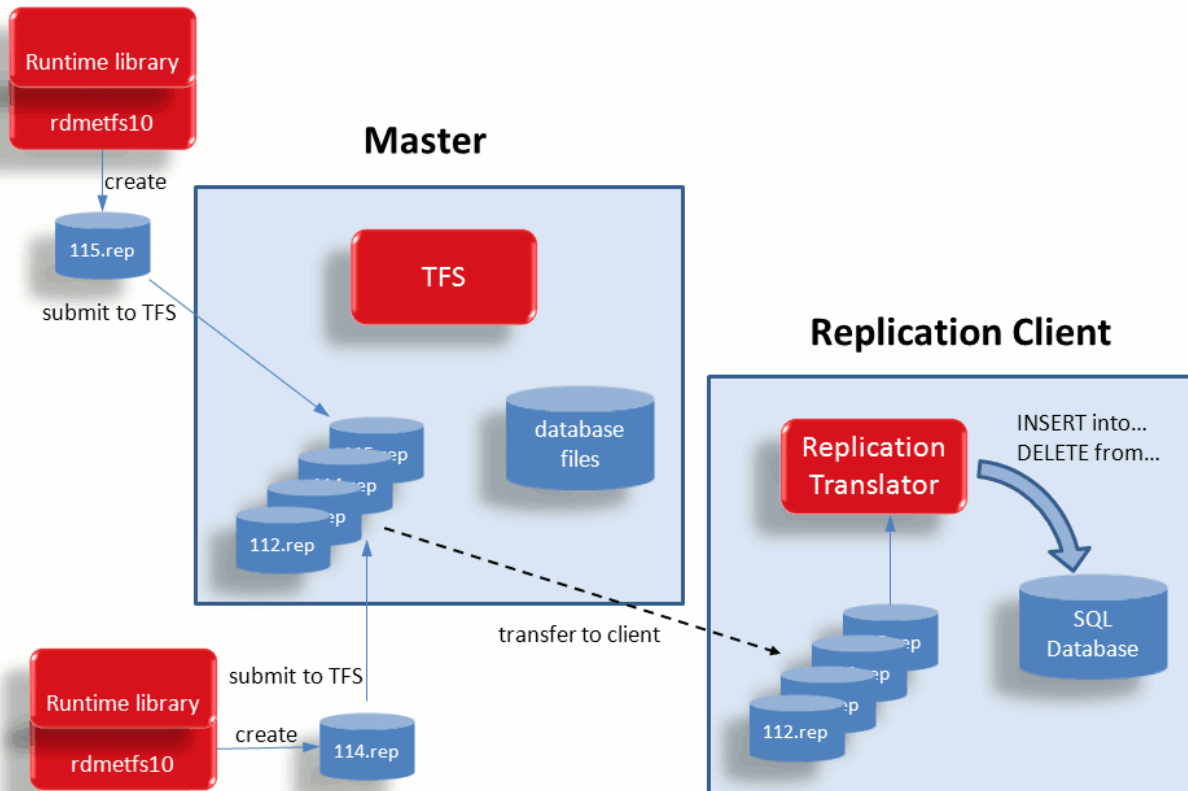 Runtime library
rdmetfs10
create
115.rep
submit to TFS
Master
TFS
database
files
112.rep
Replication Client
Replication
Translator
INSERT into...
DELETE from...
SQL
Database
112.rep
transfer to client
submit to TFS
Runtime library
rdmetfs10
create
114.rep